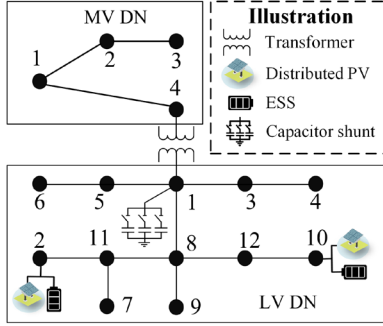 MV DN
1
2
3
4
Illustration
Transformer
Distributed PV
ESS
Capacitor shunt
6
5
1
3
4
2
11
8
12
10
7
9
LV DN